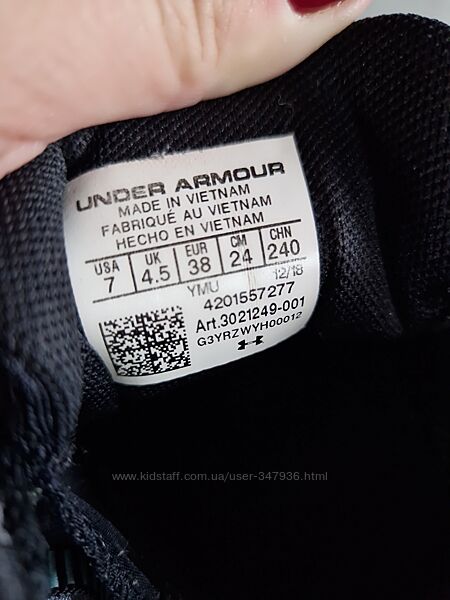 UNDER ARMOUR
MADE IN VIETNAM
FABRIQUÉ AU VIETNAM
HECHO EN VIETNAM
USA UK EUR CM CHN
7 4.5 38 24 240
YMU 12/18
4201557277
Art.3021249-001
G3YRZWYH00012
www.kidstaff.com.ua/user-347936.html